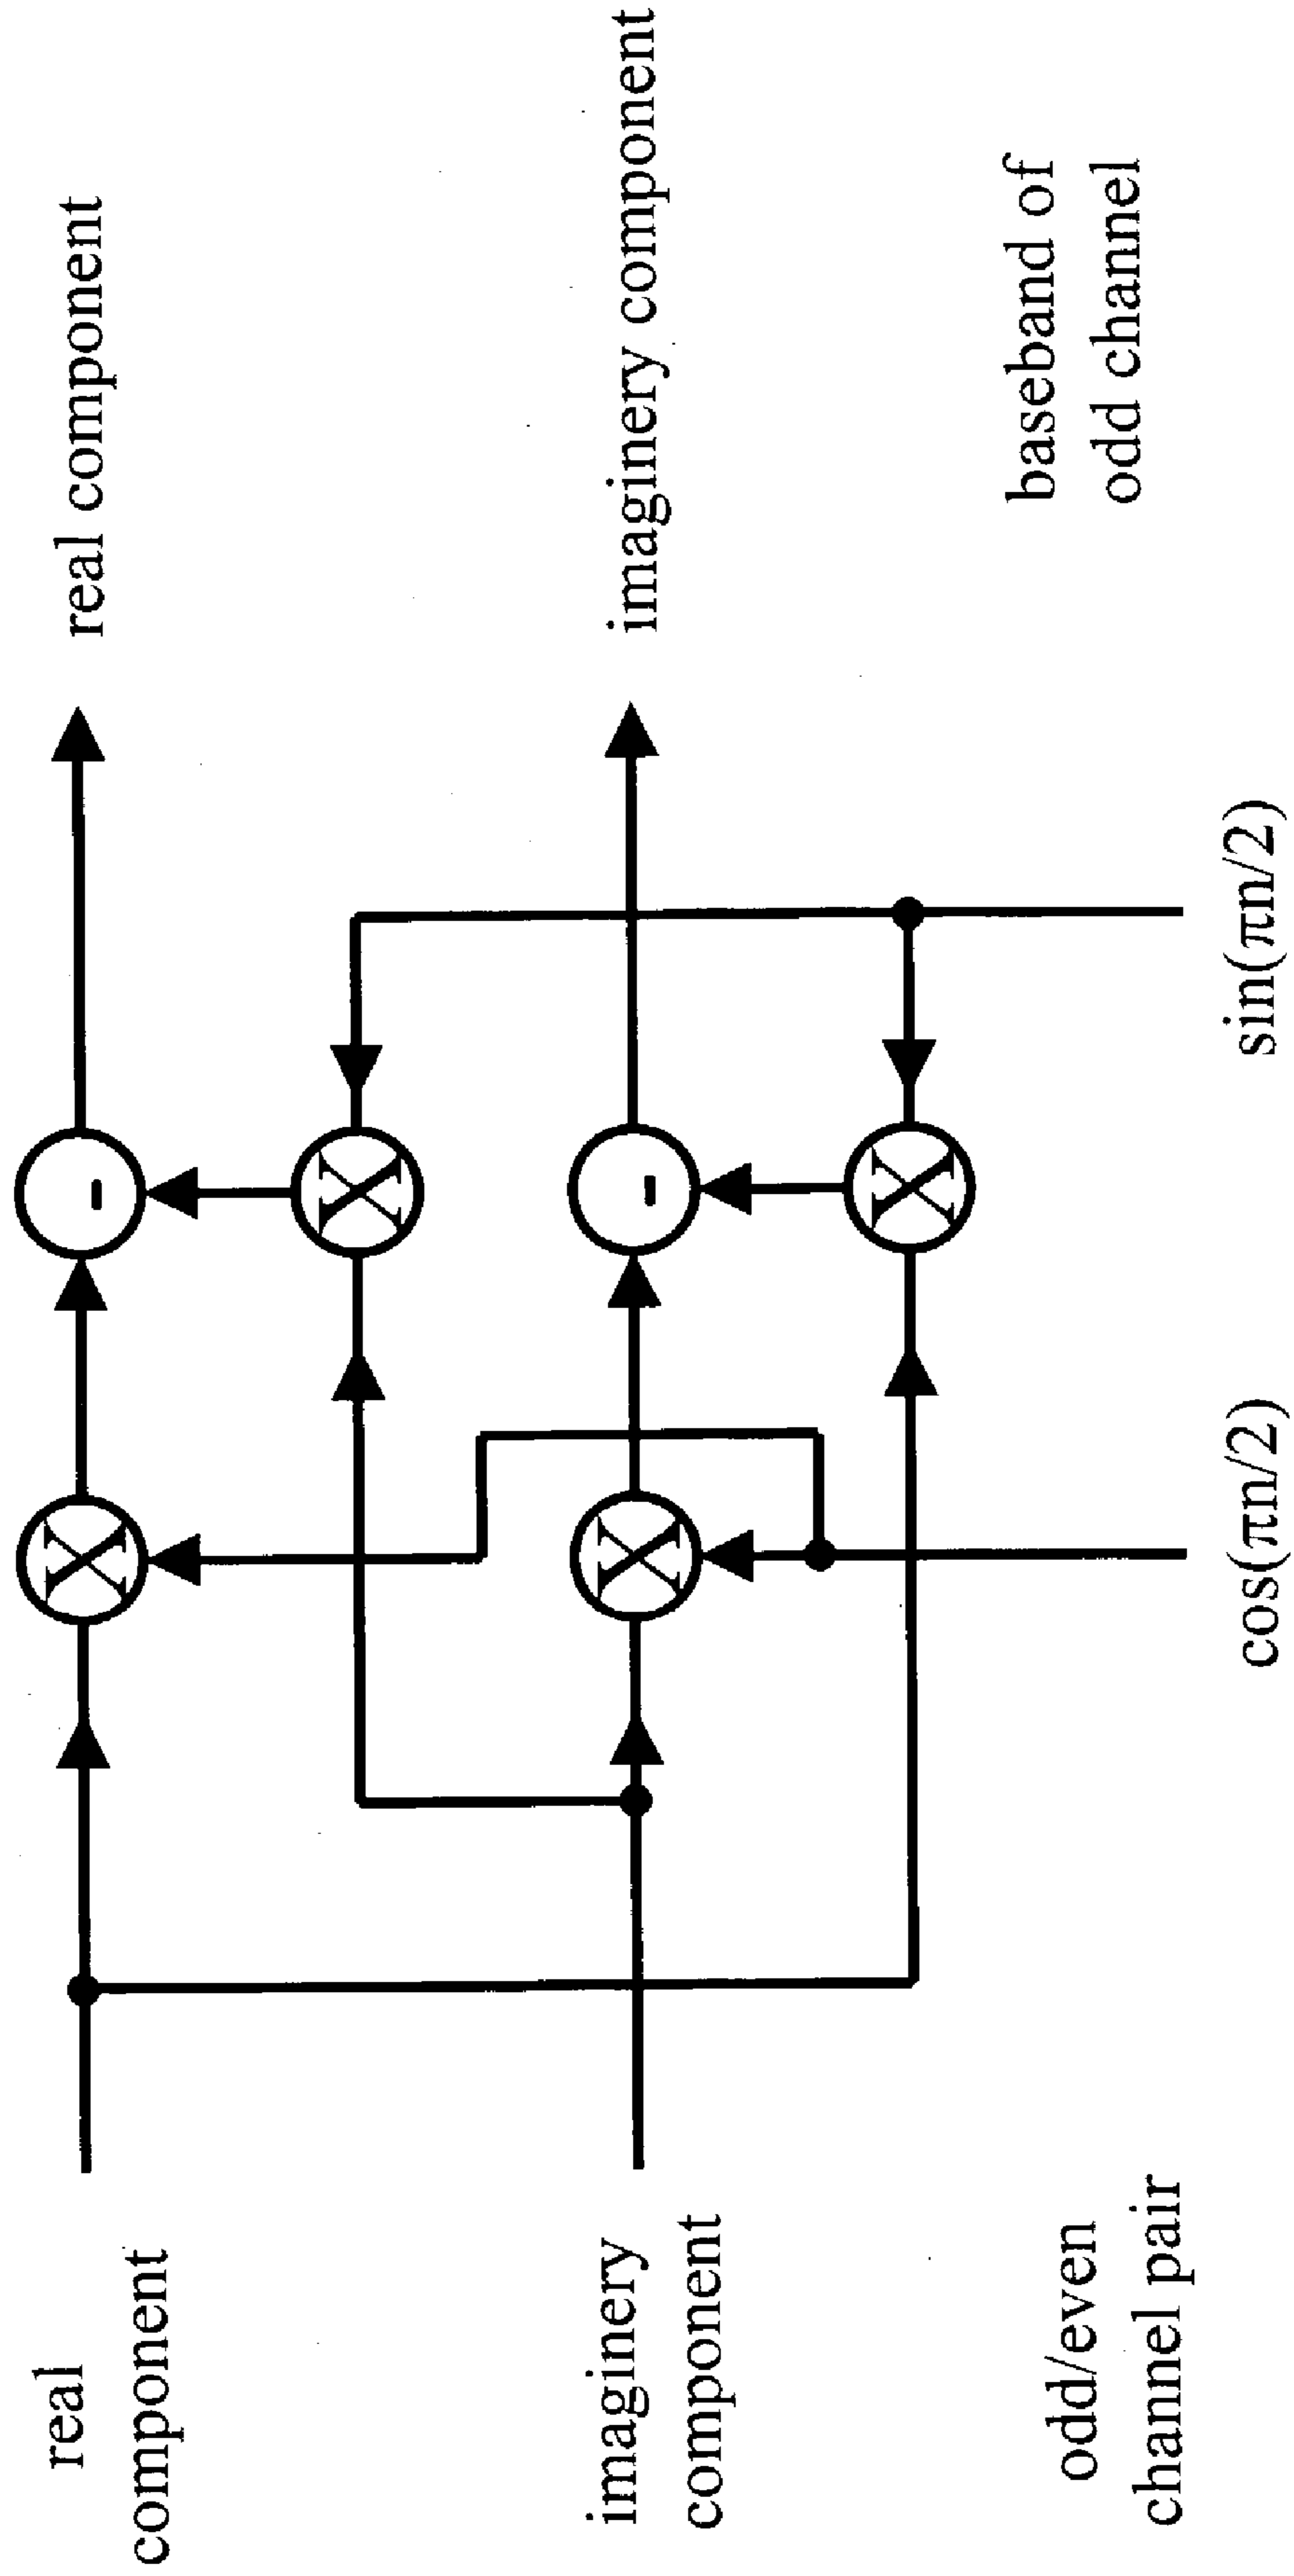 real
component
real component
X
-
X
imaginery
component
imaginery component
X
-
X
odd/even
channel pair
baseband of
odd channel
cos(πn/2)
sin(πn/2)